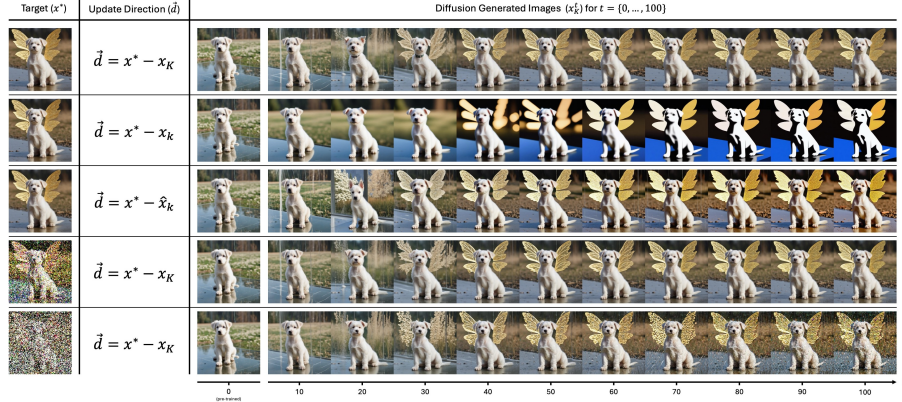 Target (x*)
Update Direction (d⃗)
Diffusion Generated Images (x_K^t) for t = {0, ..., 100}
d⃗ = x* − x_K
d⃗ = x* − x_k
d⃗ = x* − x̂_k
d⃗ = x* − x_K
d⃗ = x* − x_K
0 10 20 30 40 50 60 70 80 90 100
(pre-trained)